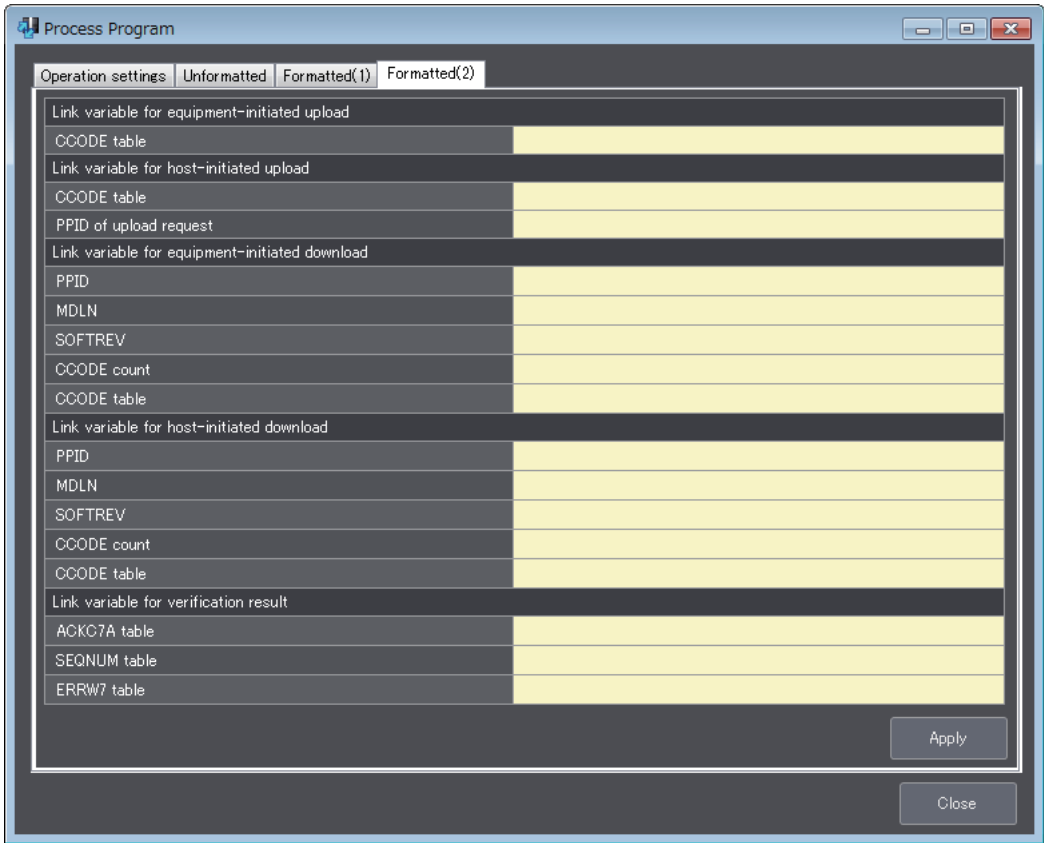 Process Program
Operation settings Unformatted Formatted(1) Formatted(2)
Link variable for equipment-initiated upload
CCODE table
Link variable for host-initiated upload
CCODE table
PPID of upload request
Link variable for equipment-initiated download
PPID
MDLN
SOFTREV
CCODE count
CCODE table
Link variable for host-initiated download
PPID
MDLN
SOFTREV
CCODE count
CCODE table
Link variable for verification result
ACKC7A table
SEQNUM table
ERRW7 table
Apply
Close